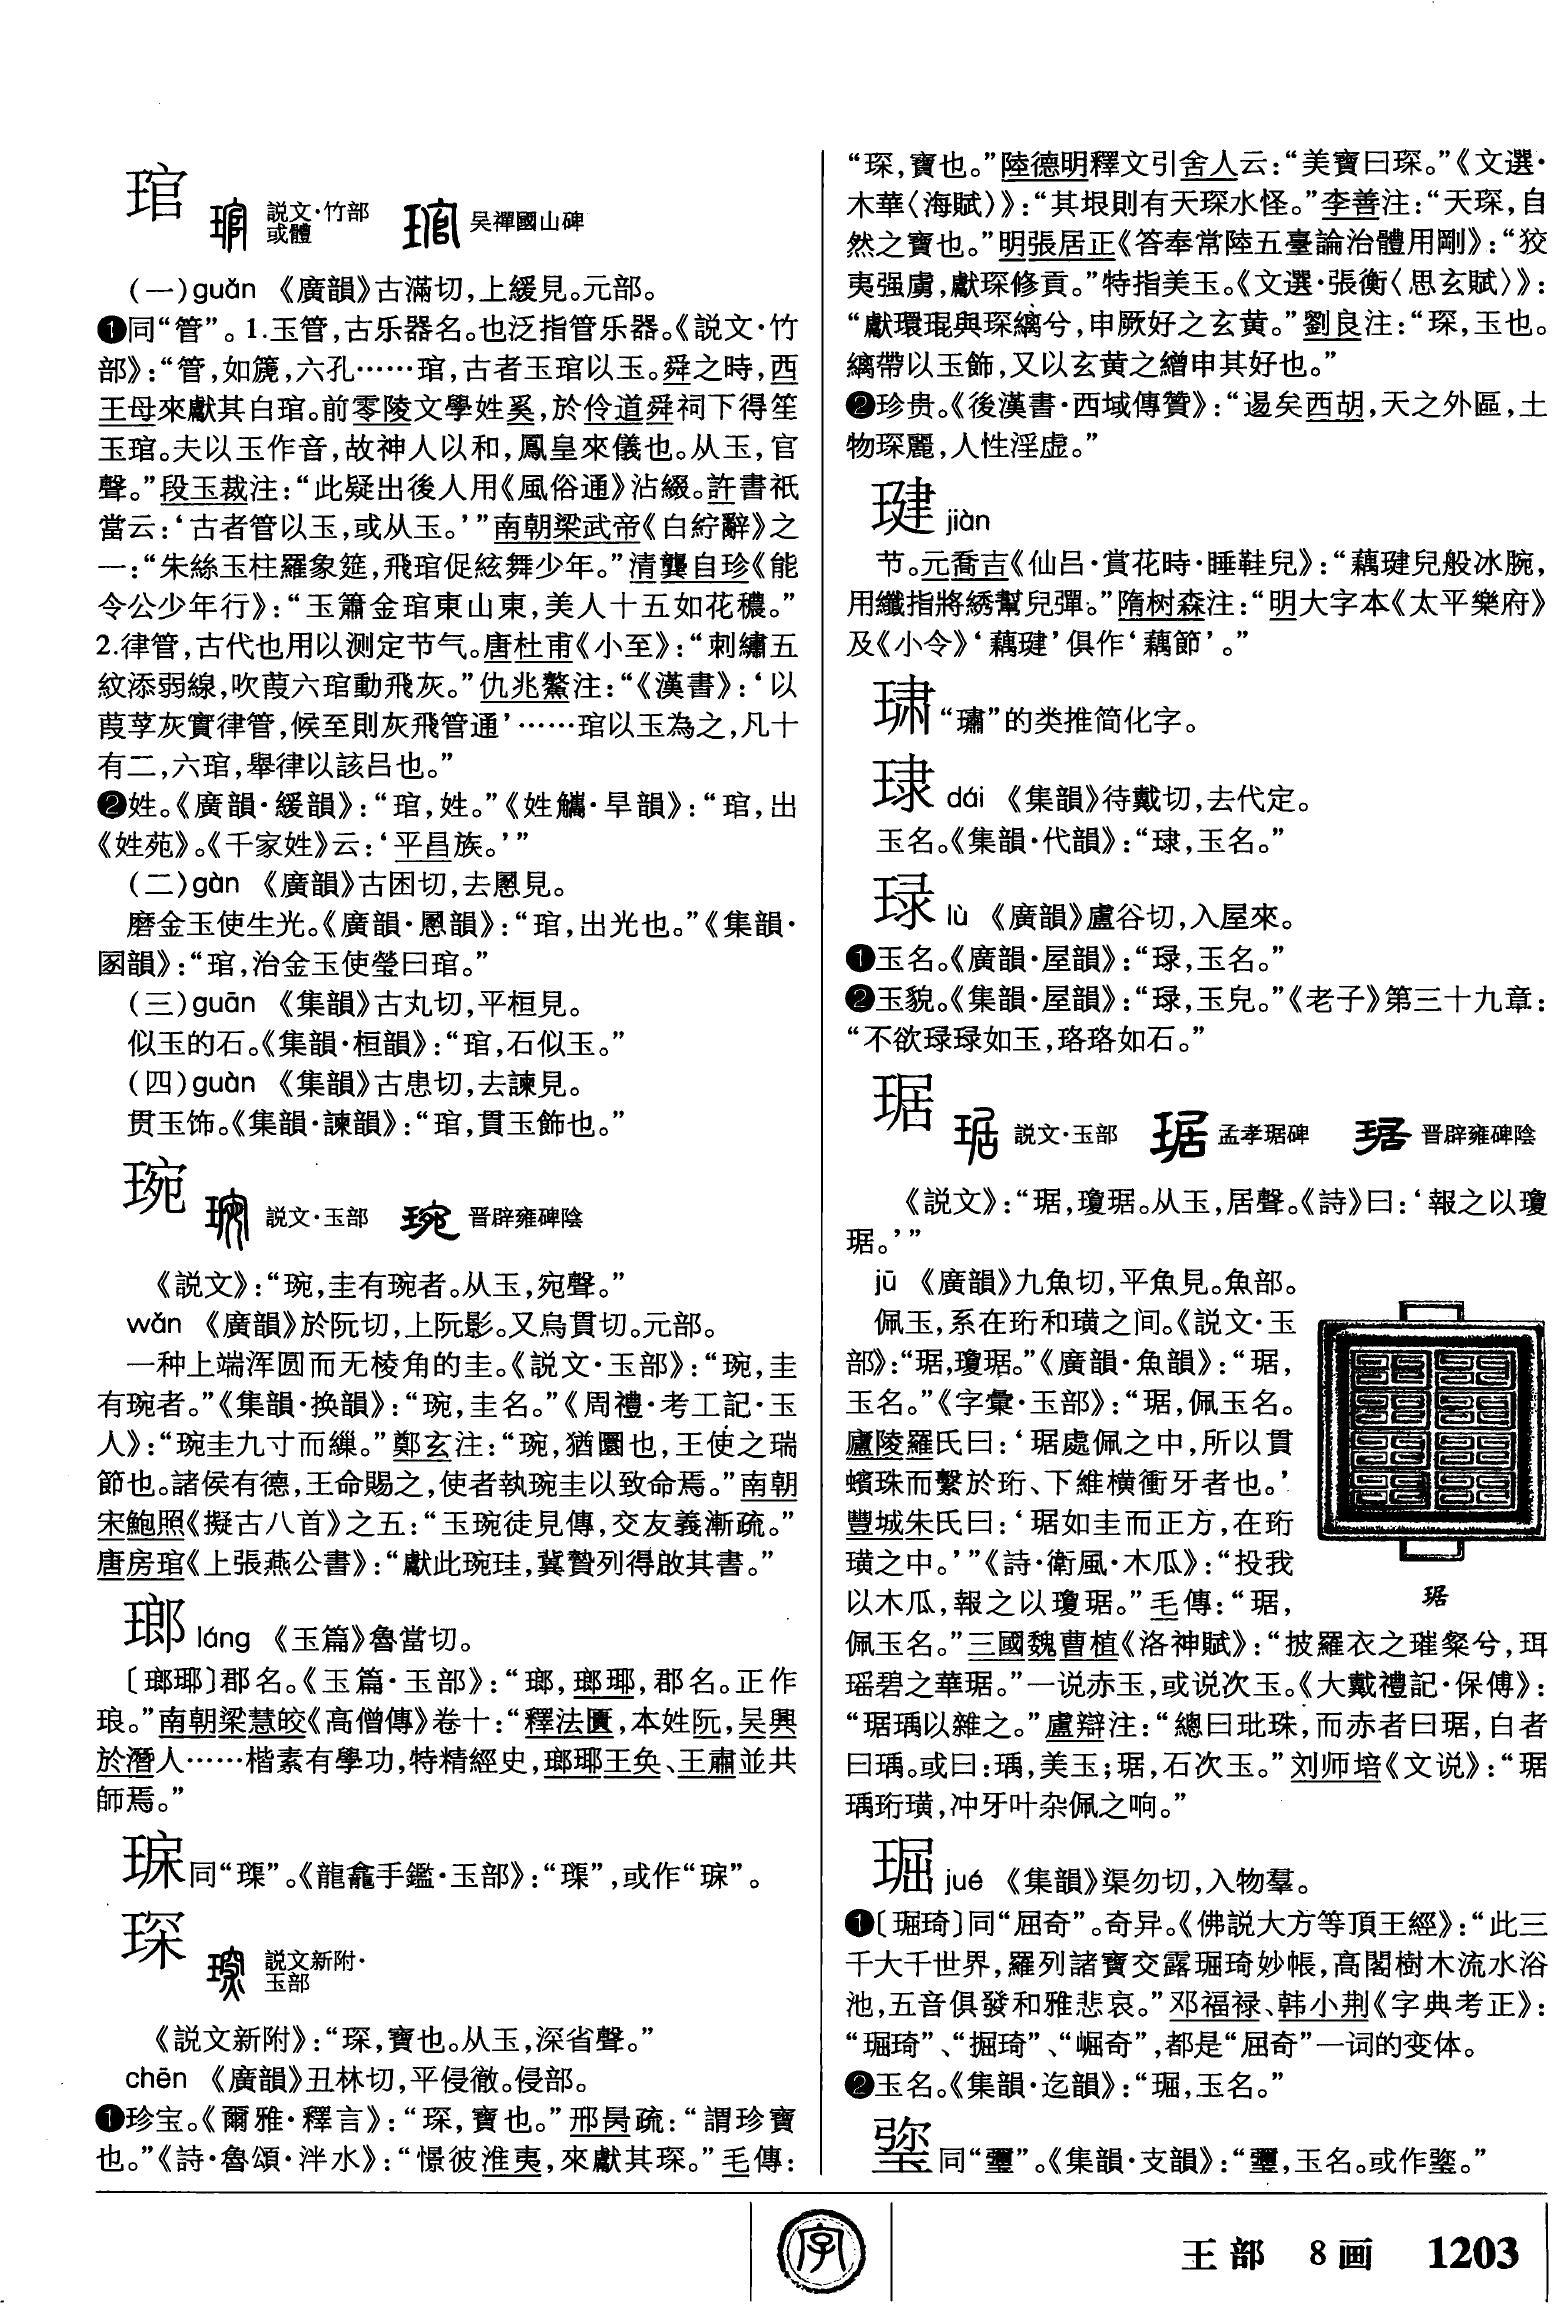 琯
説文·竹部
或體
吴禪國山碑
(一)guǎn 《廣韻》古滿切,上緩見。元部。
❶同“管”。1.玉管,古乐器名。也泛指管乐器。《説文·竹
部》:“管,如篪,六孔……琯,古者玉琯以玉。舜之時,西
王母來獻其白琯。前零陵文學姓奚,於伶道舜祠下得笙
玉琯。夫以玉作音,故神人以和,鳳皇來儀也。从玉,官
聲。”段玉裁注:“此疑出後人用《風俗通》沾綴。許書衹
當云:‘古者管以玉,或从玉。’”南朝梁武帝《白紵辭》之
一:“朱絲玉柱羅象筵,飛琯促絃舞少年。”清龔自珍《能
令公少年行》:“玉簫金琯東山東,美人十五如花穠。”
2.律管,古代也用以测定节气。唐杜甫《小至》:“刺繡五
紋添弱線,吹葭六琯動飛灰。”仇兆鰲注:“《漢書》:‘以
葭莩灰實律管,候至則灰飛管通’……琯以玉為之,凡十
有二,六琯,舉律以該吕也。”
❷姓。《廣韻·緩韻》:“琯,姓。”《姓觿·旱韻》:“琯,出
《姓苑》。《千家姓》云:‘平昌族。’”
(二)gùn 《廣韻》古困切,去慁見。
磨金玉使生光。《廣韻·慁韻》:“琯,出光也。”《集韻·
圂韻》:“琯,治金玉使瑩曰琯。”
(三)guān 《集韻》古丸切,平桓見。
似玉的石。《集韻·桓韻》:“琯,石似玉。”
(四)guàn 《集韻》古患切,去諫見。
贯玉饰。《集韻·諫韻》:“琯,貫玉飾也。”
琬
説文·玉部
晋辟雍碑陰
《説文》:“琬,圭有琬者。从玉,宛聲。”
wǎn 《廣韻》於阮切,上阮影。又烏貫切。元部。
一种上端浑圆而无棱角的圭。《説文·玉部》:“琬,圭
有琬者。”《集韻·换韻》:“琬,圭名。”《周禮·考工記·玉
人》:“琬圭九寸而繅。”鄭玄注:“琬,猶圜也,王使之瑞
節也。諸侯有德,王命賜之,使者執琬圭以致命焉。”南朝
宋鮑照《擬古八首》之五:“玉琬徒見傳,交友義漸疏。”
唐房琯《上張燕公書》:“獻此琬珪,冀贊列得啟其書。”
瑯 láng 《玉篇》魯當切。
〔瑯琊〕郡名。《玉篇·玉部》:“瑯,瑯琊,郡名。正作
琅。”南朝梁慧皎《高僧傳》卷十:“釋法匱,本姓阮,吴興
於潛人……楷素有學功,特精經史,瑯琊王奂、王肅並共
師焉。”
同“璖”。《龍龕手鑑·玉部》:“璖”,或作“”。
琛
説文新附·
玉部
《説文新附》:“琛,寶也。从玉,深省聲。”
chēn 《廣韻》丑林切,平侵徹。侵部。
❶珍宝。《爾雅·釋言》:“琛,寶也。”邢昺疏:“謂珍寶
也。”《詩·魯頌·泮水》:“憬彼淮夷,來獻其琛。”毛傳:
“琛,寶也。”陸德明釋文引舍人云:“美寶曰琛。”《文選·
木華〈海賦〉》:“其垠則有天琛水怪。”李善注:“天琛,自
然之寶也。”明張居正《答奉常陸五臺論治體用剛》:“狡
夷强虜,獻琛修貢。”特指美玉。《文選·張衡〈思玄賦〉》:
“獻環琨與琛縭兮,申厥好之玄黄。”劉良注:“琛,玉也。
縭帶以玉飾,又以玄黄之繒申其好也。”
❷珍贵。《後漢書·西域傳贊》:“逷矣西胡,天之外區,土
物琛麗,人性淫虚。”
琎 jiàn
节。元喬吉《仙吕·賞花時·睡鞋兒》:“藕兒般冰腕,
用纖指將綉幫兒彈。”隋树森注:“明大字本《太平樂府》
及《小令》‘藕’俱作‘藕節’。”
“璛”的类推简化字。
dài 《集韻》待戴切,去代定。
玉名。《集韻·代韻》:“,玉名。”
琭 lù 《廣韻》盧谷切,入屋來。
❶玉名。《廣韻·屋韻》:“琭,玉名。”
❷玉貌。《集韻·屋韻》:“琭,玉皃。”《老子》第三十九章:
“不欲琭琭如玉,珞珞如石。”
琚
説文·玉部
孟孝琚碑
晋辟雍碑陰
《説文》:“琚,瓊琚。从玉,居聲。《詩》曰:‘報之以瓊
琚。’”
jū 《廣韻》九魚切,平魚見。魚部。
佩玉,系在珩和璜之间。《説文·玉
部》:“琚,瓊琚。”《廣韻·魚韻》:“琚,
玉名。”《字彙·玉部》:“琚,佩玉名。
廬陵羅氏曰:‘琚處佩之中,所以貫
蠙珠而繫於珩、下維横衝牙者也。’
豐城朱氏曰:‘琚如圭而正方,在珩
璜之中。’”《詩·衛風·木瓜》:“投我
以木瓜,報之以瓊琚。”毛傳:“琚,
佩玉名。”三國魏曹植《洛神賦》:“披羅衣之璀粲兮,珥
瑶碧之華琚。”一说赤玉,或说次玉。《大戴禮記·保傅》:
“琚瑀以雜之。”盧辯注:“總曰玭珠,而赤者曰琚,白者
曰瑀。或曰:瑀,美玉;琚,石次玉。”刘师培《文说》:“琚
瑀珩璜,冲牙叶杂佩之响。”
琚
jué 《集韻》渠勿切,入物羣。
❶〔琦〕同“屈奇”。奇异。《佛説大方等頂王經》:“此三
千大千世界,羅列諸寶交露琦妙帳,高閣樹木流水浴
池,五音俱發和雅悲哀。”邓福禄、韩小荆《字典考正》:
“琦”、“掘琦”、“崛奇”,都是“屈奇”一词的变体。
❷玉名。《集韻·迄韻》:“,玉名。”
同“瓕”。《集韻·支韻》:“瓕,玉名。或作。”
字
王部 8画 1203